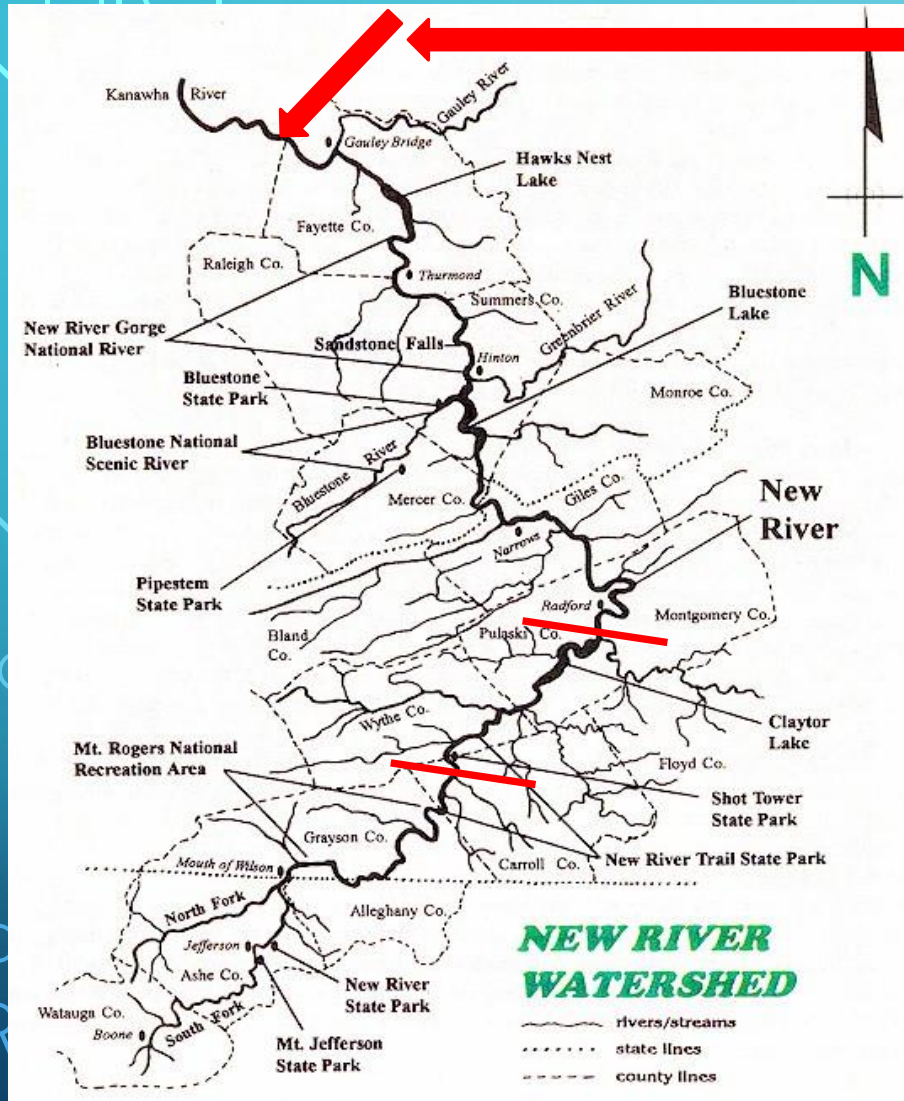 Kanawha River
Gauley River
Gauley Bridge
Hawks Nest
Lake
Fayette Co.
Raleigh Co.
Thurmond
N
Summers Co.
Bluestone
Lake
New River Gorge
National River
Sandstone Falls
Greenbrier River
Hinton
Bluestone
State Park
Monroe Co.
Bluestone National
Scenic River
Bluestone River
Mercer Co.
Giles Co.
New
River
Narrows
Pipestem
State Park
Radford
Montgomery Co.
Bland
Co.
Pulaski Co.
Wythe Co.
Claytor
Lake
Mt. Rogers National
Recreation Area
Floyd Co.
Shot Tower
State Park
Grayson Co.
Carroll Co.
New River Trail State Park
Mouth of Wilson
North Fork
Alleghany Co.
Jefferson
Ashe Co.
NEW RIVER
WATERSHED
New River
State Park
Watauga Co.
Boone
South Fork
Mt. Jefferson
State Park
rivers/streams
state lines
county lines